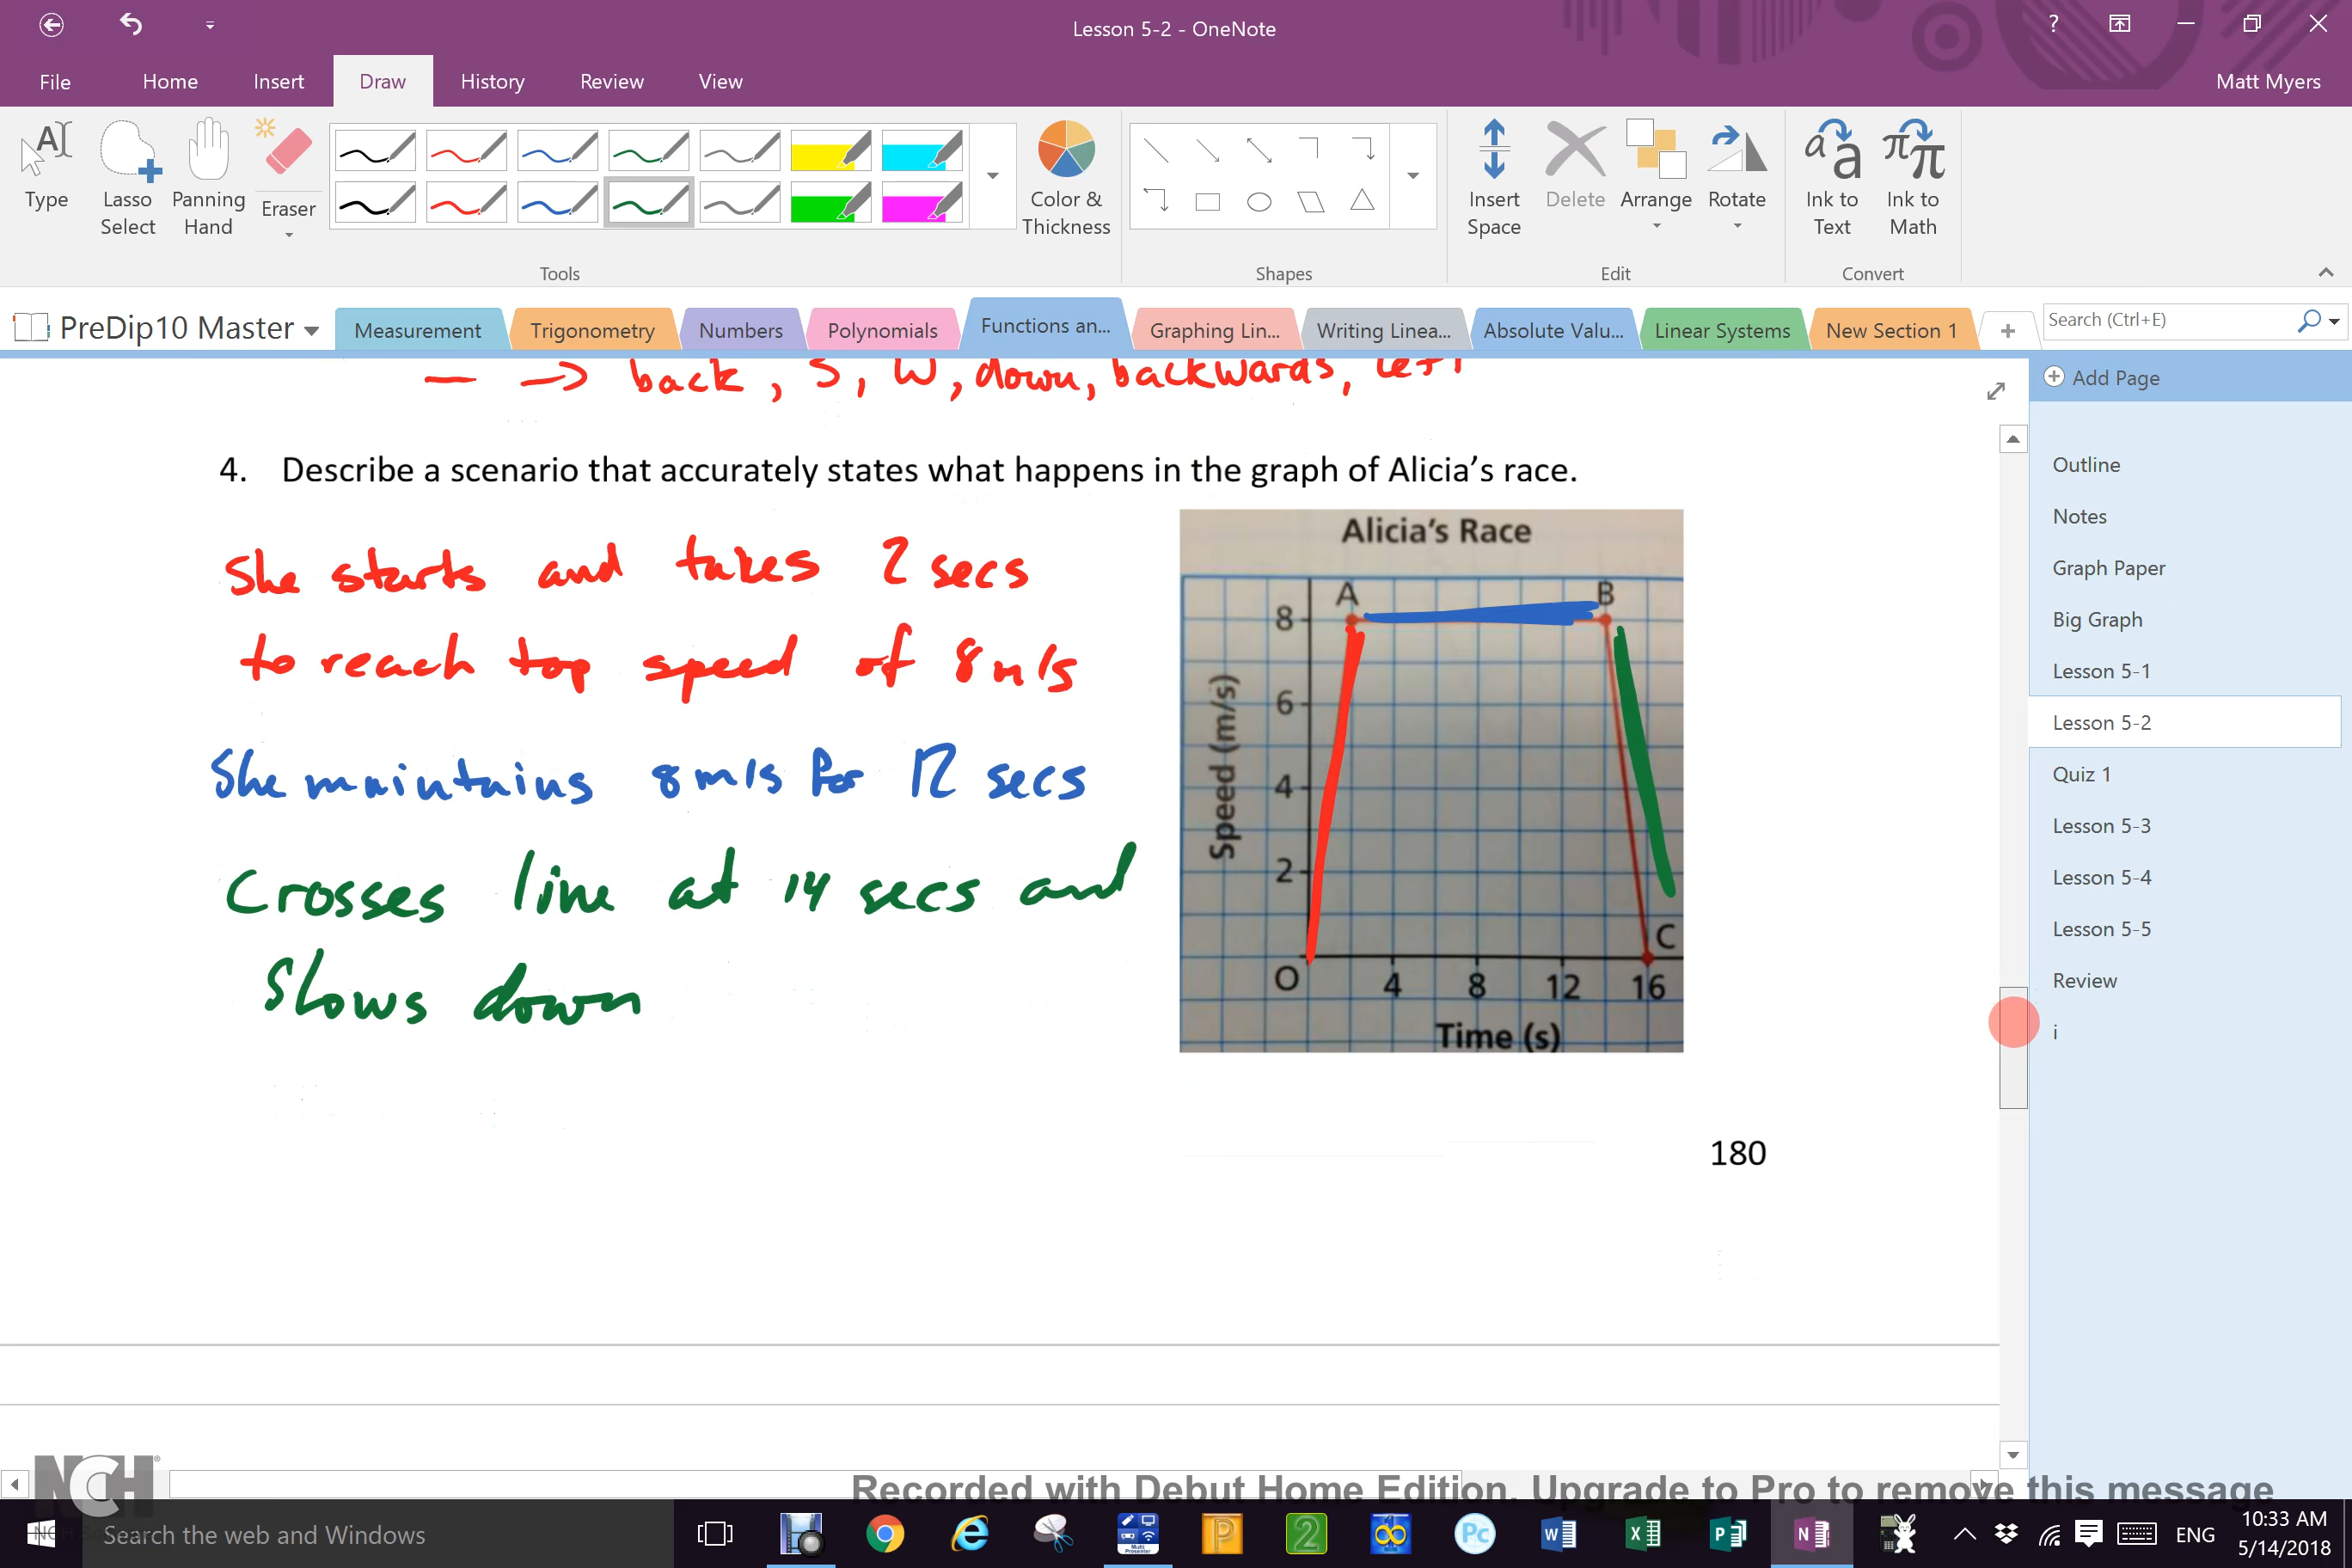 Lesson 5-2 - OneNote
?
File
Home
Insert
Draw
History
Review
View
Matt Myers
Type
Lasso Select
Panning Hand
Eraser
Color & Thickness
Insert Space
Delete
Arrange
Rotate
Ink to Text
Ink to Math
Tools
Shapes
Edit
Convert
PreDip10 Master
Measurement
Trigonometry
Numbers
Polynomials
Functions an...
Graphing Lin...
Writing Linea...
Absolute Valu...
Linear Systems
New Section 1
+
Search (Ctrl+E)
Add Page
Outline
Notes
Graph Paper
Big Graph
Lesson 5-1
Lesson 5-2
Quiz 1
Lesson 5-3
Lesson 5-4
Lesson 5-5
Review
i
— → back, S, W, down, backwards, left
4. Describe a scenario that accurately states what happens in the graph of Alicia's race.
She starts and takes 2 secs
to reach top speed of 8 m/s
She maintains 8 m/s for 12 secs
Crosses line at 14 secs and
Slows down
Alicia's Race
A
B
8
6
4
2
Speed (m/s)
C
O
4 8 12 16
Time (s)
180
NCH
Recorded with Debut Home Edition. Upgrade to Pro to remove this message
Search the web and Windows
ENG
10:33 AM
5/14/2018